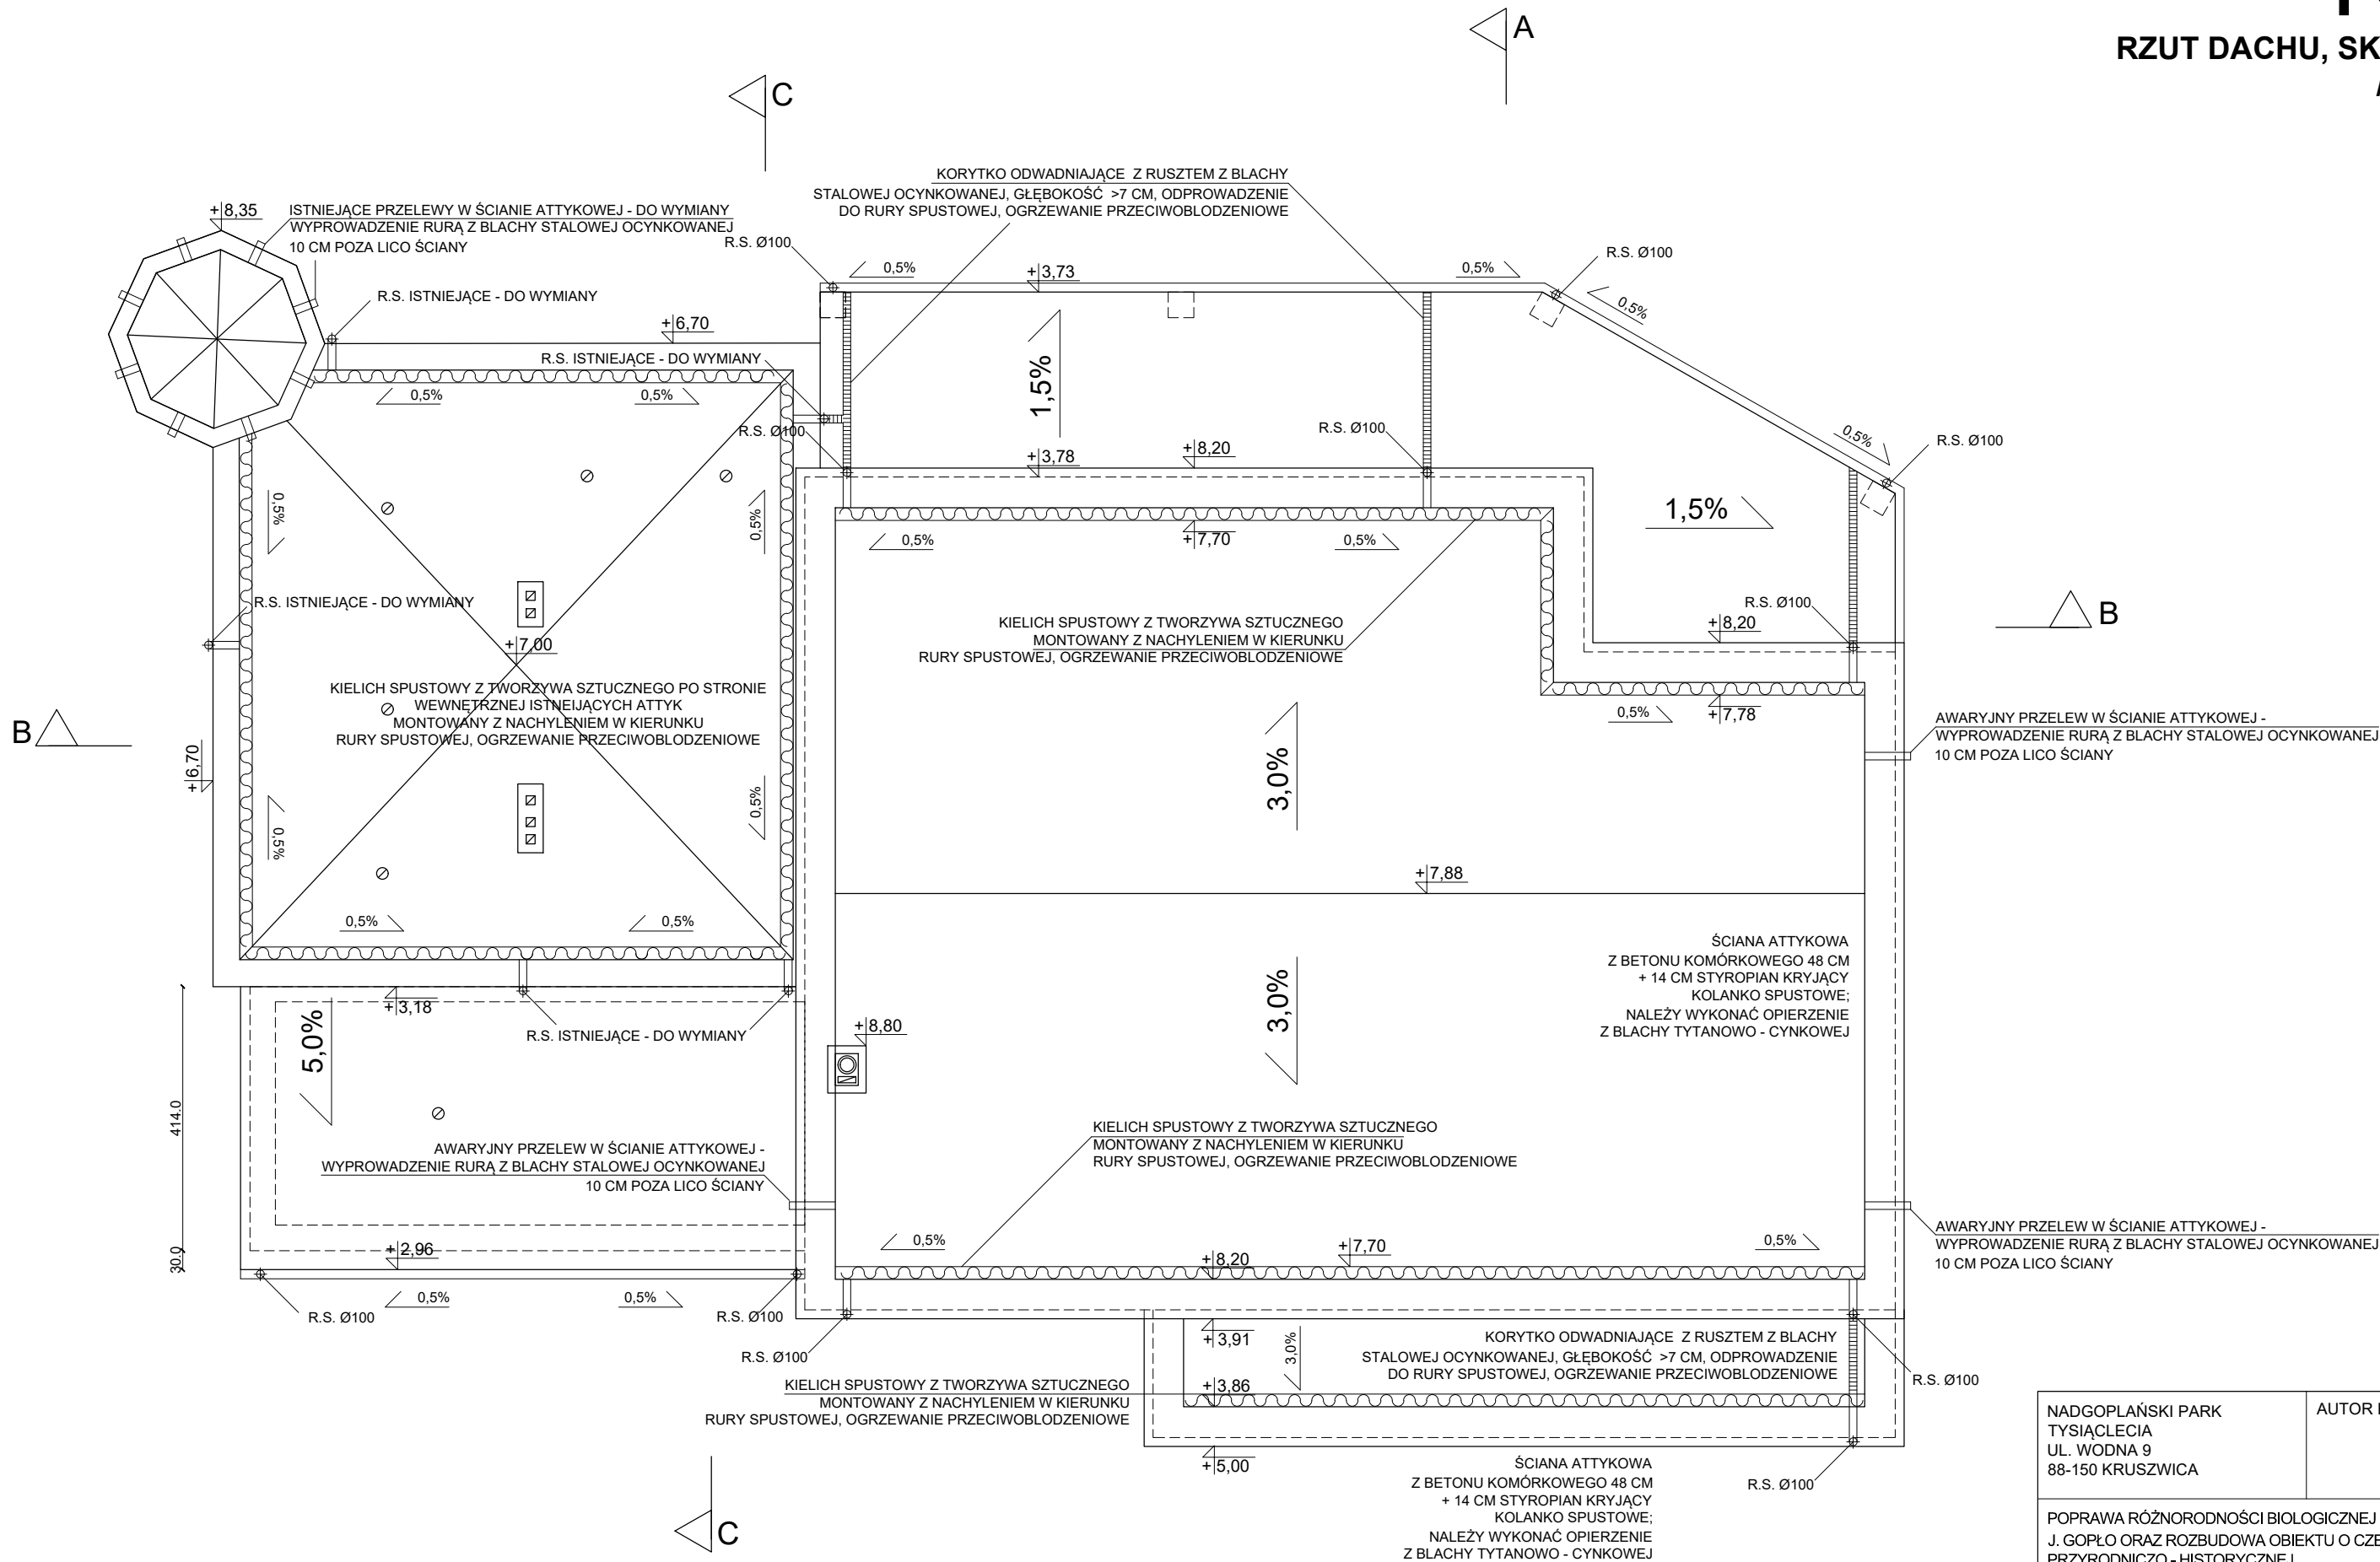 RZUT DACHU, SK
A
C
KORYTKO ODWADNIAJĄCE Z RUSZTEM Z BLACHY
STALOWEJ OCYNKOWANEJ, GŁĘBOKOŚĆ >7 CM, ODPROWADZENIE
DO RURY SPUSTOWEJ, OGRZEWANIE PRZECIWOBLODZENIOWE
+8,35
ISTNIEJĄCE PRZELEWY W ŚCIANIE ATTYKOWEJ - DO WYMIANY
WYPROWADZENIE RURĄ Z BLACHY STALOWEJ OCYNKOWANEJ
10 CM POZA LICO ŚCIANY
R.S. Ø100
R.S. Ø100
0,5%
+3,73
0,5%
0,5%
R.S. ISTNIEJĄCE - DO WYMIANY
+6,70
R.S. ISTNIEJĄCE - DO WYMIANY
1,5%
0,5%
0,5%
R.S. Ø100
R.S. Ø100
0,5%
R.S. Ø100
+3,78
+8,20
0,5%
0,5%
1,5%
0,5%
+7,70
0,5%
R.S. ISTNIEJĄCE - DO WYMIANY
R.S. Ø100
B
KIELICH SPUSTOWY Z TWORZYWA SZTUCZNEGO
MONTOWANY Z NACHYLENIEM W KIERUNKU
RURY SPUSTOWEJ, OGRZEWANIE PRZECIWOBLODZENIOWE
+8,20
+7,00
KIELICH SPUSTOWY Z TWORZYWA SZTUCZNEGO PO STRONIE
WEWNĘTRZNEJ ISTNEIJĄCYCH ATTYK
MONTOWANY Z NACHYLENIEM W KIERUNKU
RURY SPUSTOWEJ, OGRZEWANIE PRZECIWOBLODZENIOWE
0,5%
+7,78
B
AWARYJNY PRZELEW W ŚCIANIE ATTYKOWEJ -
WYPROWADZENIE RURĄ Z BLACHY STALOWEJ OCYNKOWANEJ
10 CM POZA LICO ŚCIANY
+6,70
3,0%
0,5%
0,5%
+7,88
0,5%
0,5%
ŚCIANA ATTYKOWA
Z BETONU KOMÓRKOWEGO 48 CM
+ 14 CM STYROPIAN KRYJĄCY
KOLANKO SPUSTOWE;
NALEŻY WYKONAĆ OPIERZENIE
Z BLACHY TYTANOWO - CYNKOWEJ
+3,18
3,0%
5,0%
R.S. ISTNIEJĄCE - DO WYMIANY
+8,80
414.0
KIELICH SPUSTOWY Z TWORZYWA SZTUCZNEGO
MONTOWANY Z NACHYLENIEM W KIERUNKU
RURY SPUSTOWEJ, OGRZEWANIE PRZECIWOBLODZENIOWE
AWARYJNY PRZELEW W ŚCIANIE ATTYKOWEJ -
WYPROWADZENIE RURĄ Z BLACHY STALOWEJ OCYNKOWANEJ
10 CM POZA LICO ŚCIANY
AWARYJNY PRZELEW W ŚCIANIE ATTYKOWEJ -
WYPROWADZENIE RURĄ Z BLACHY STALOWEJ OCYNKOWANEJ
10 CM POZA LICO ŚCIANY
30.0
+2,96
0,5%
+8,20
+7,70
0,5%
0,5%
0,5%
R.S. Ø100
R.S. Ø100
R.S. Ø100
+3,91
3,0%
KORYTKO ODWADNIAJĄCE Z RUSZTEM Z BLACHY
STALOWEJ OCYNKOWANEJ, GŁĘBOKOŚĆ >7 CM, ODPROWADZENIE
DO RURY SPUSTOWEJ, OGRZEWANIE PRZECIWOBLODZENIOWE
R.S. Ø100
KIELICH SPUSTOWY Z TWORZYWA SZTUCZNEGO
MONTOWANY Z NACHYLENIEM W KIERUNKU
RURY SPUSTOWEJ, OGRZEWANIE PRZECIWOBLODZENIOWE
+3,86
+5,00
ŚCIANA ATTYKOWA
Z BETONU KOMÓRKOWEGO 48 CM
+ 14 CM STYROPIAN KRYJĄCY
KOLANKO SPUSTOWE;
NALEŻY WYKONAĆ OPIERZENIE
Z BLACHY TYTANOWO - CYNKOWEJ
R.S. Ø100
C
NADGOPLAŃSKI PARK
TYSIĄCLECIA
UL. WODNA 9
88-150 KRUSZWICA
AUTOR
POPRAWA RÓŻNORODNOŚCI BIOLOGICZNEJ
J. GOPŁO ORAZ ROZBUDOWA OBIEKTU O CZĘ
PRZYRODNICZO - HISTORYCZNEJ